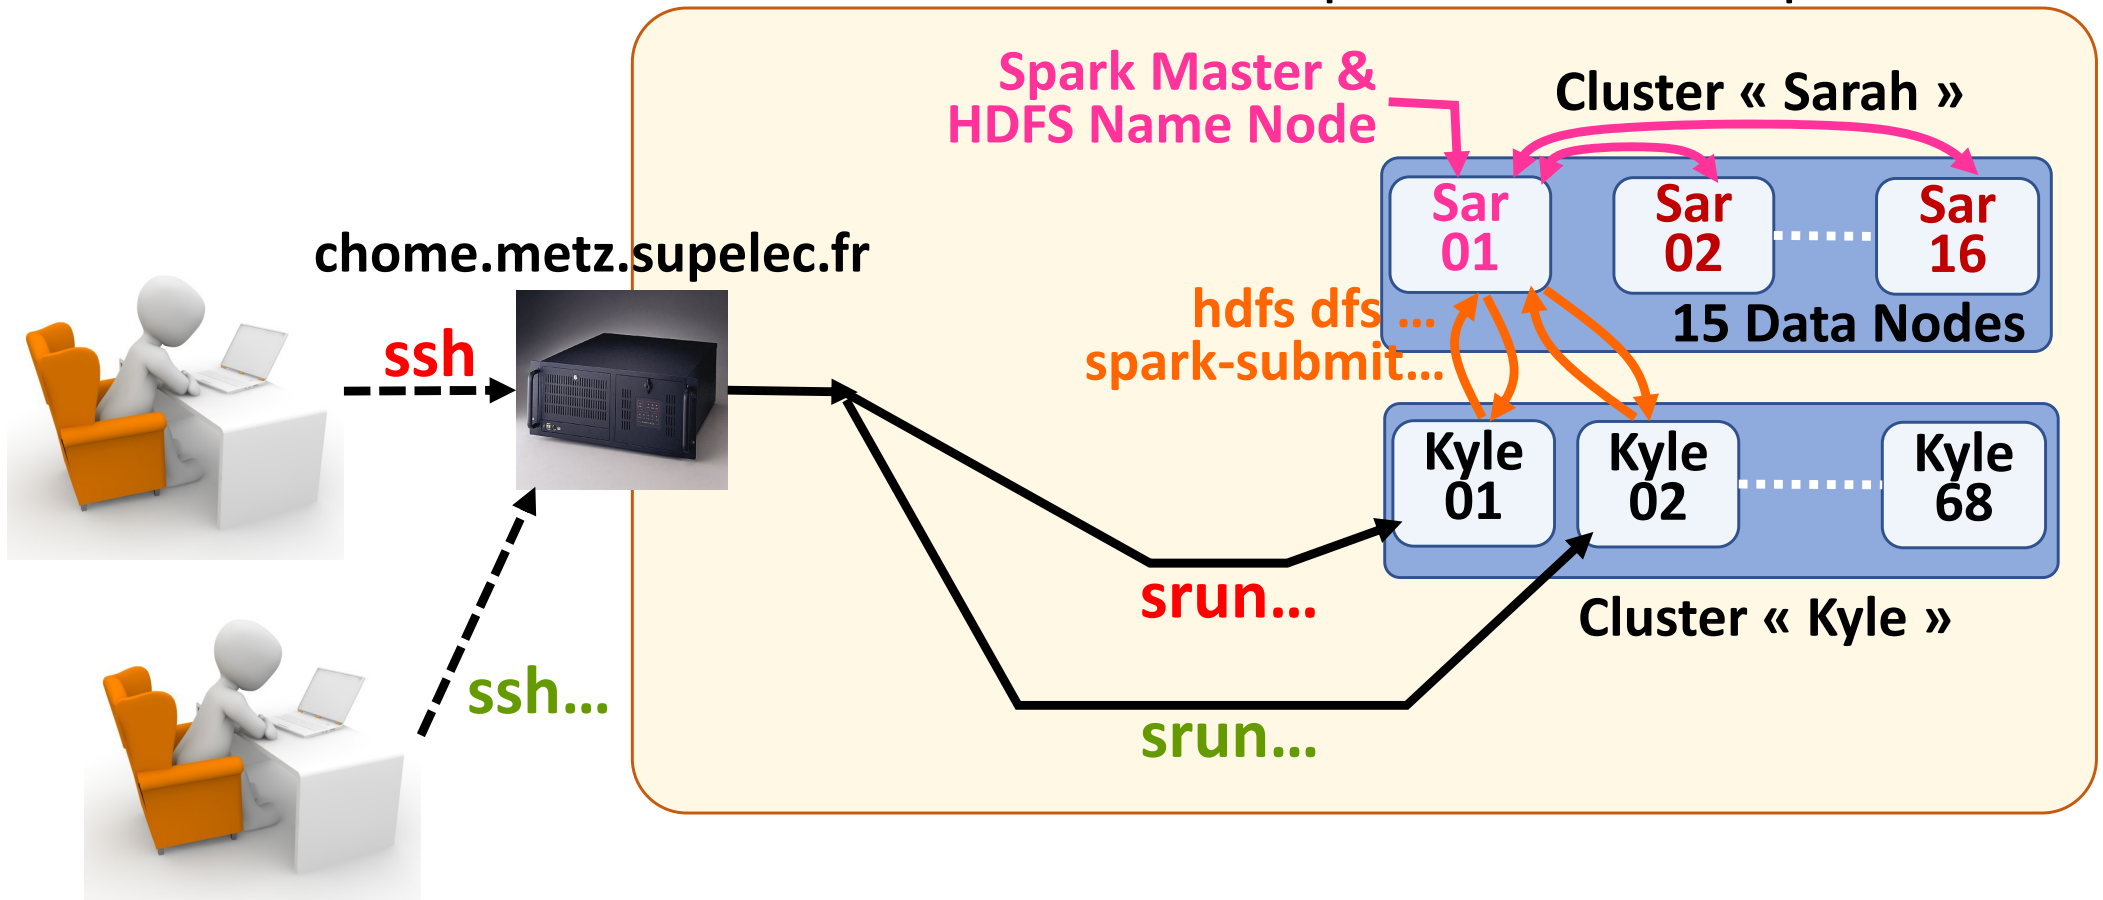 Spark Master &
HDFS Name Node
Cluster « Sarah »
Sar
01
Sar
02
Sar
16
15 Data Nodes
chome.metz.supelec.fr
ssh
hdfs dfs ...
spark-submit...
Kyle
01
Kyle
02
Kyle
68
Cluster « Kyle »
srun...
ssh...
srun...